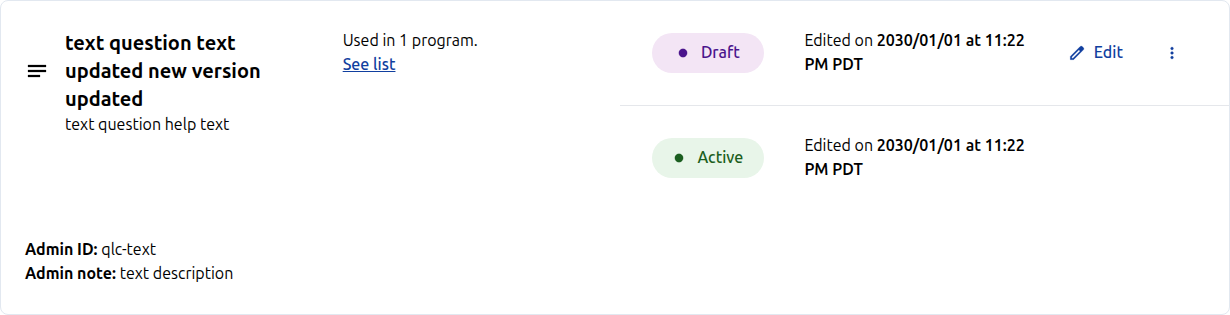 text question text
updated new version
updated
text question help text
Used in 1 program.
See list
Draft
Edited on 2030/01/01 at 11:22
PM PDT
Edit
Active
Edited on 2030/01/01 at 11:22
PM PDT
Admin ID: qlc-text
Admin note: text description